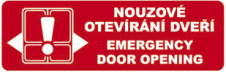 NOUZOVÉ
OTEVÍRÁNÍ DVEŘÍ
EMERGENCY
DOOR OPENING